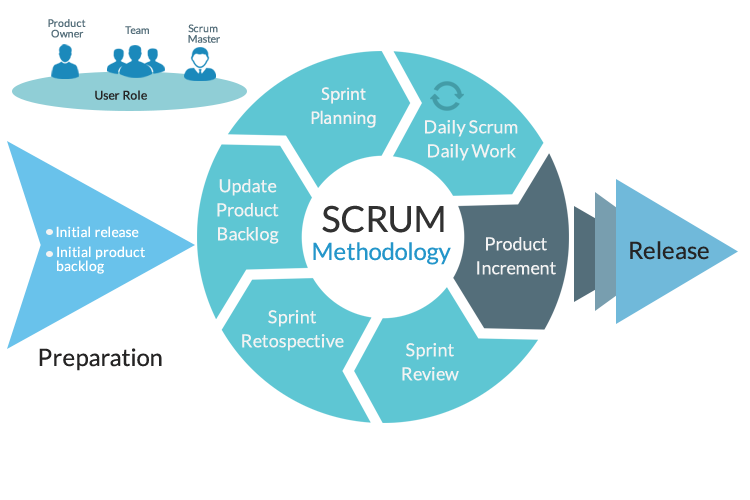 Product
Owner
Team
Scrum
Master
User Role
Sprint
Planning
Daily Scrum
Daily Work
Update
Product
Backlog
SCRUM
Methodology
Product
Increment
Initial release
Initial product
backlog
Release
Sprint
Retospective
Sprint
Review
Preparation